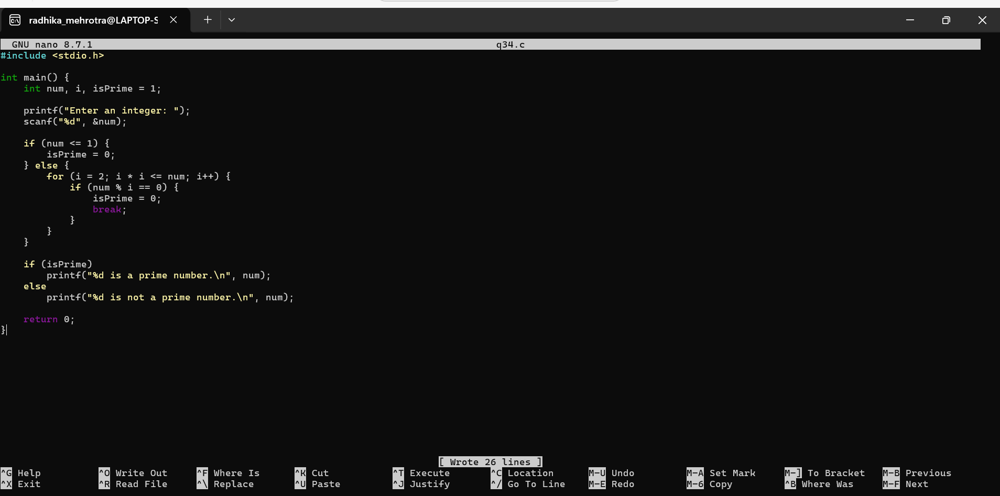 radhika_mehrotra@LAPTOP-S
GNU nano 8.7.1 q34.c
#include <stdio.h>

int main() {
    int num, i, isPrime = 1;

    printf("Enter an integer: ");
    scanf("%d", &num);

    if (num <= 1) {
        isPrime = 0;
    } else {
        for (i = 2; i * i <= num; i++) {
            if (num % i == 0) {
                isPrime = 0;
                break;
            }
        }
    }

    if (isPrime)
        printf("%d is a prime number.\n", num);
    else
        printf("%d is not a prime number.\n", num);

    return 0;
}
[ Wrote 26 lines ]
^G Help ^O Write Out ^F Where Is ^K Cut ^T Execute ^C Location M-U Undo M-A Set Mark M-] To Bracket M-B Previous
^X Exit ^R Read File ^\ Replace ^U Paste ^J Justify ^/ Go To Line M-E Redo M-6 Copy ^B Where Was M-F Next